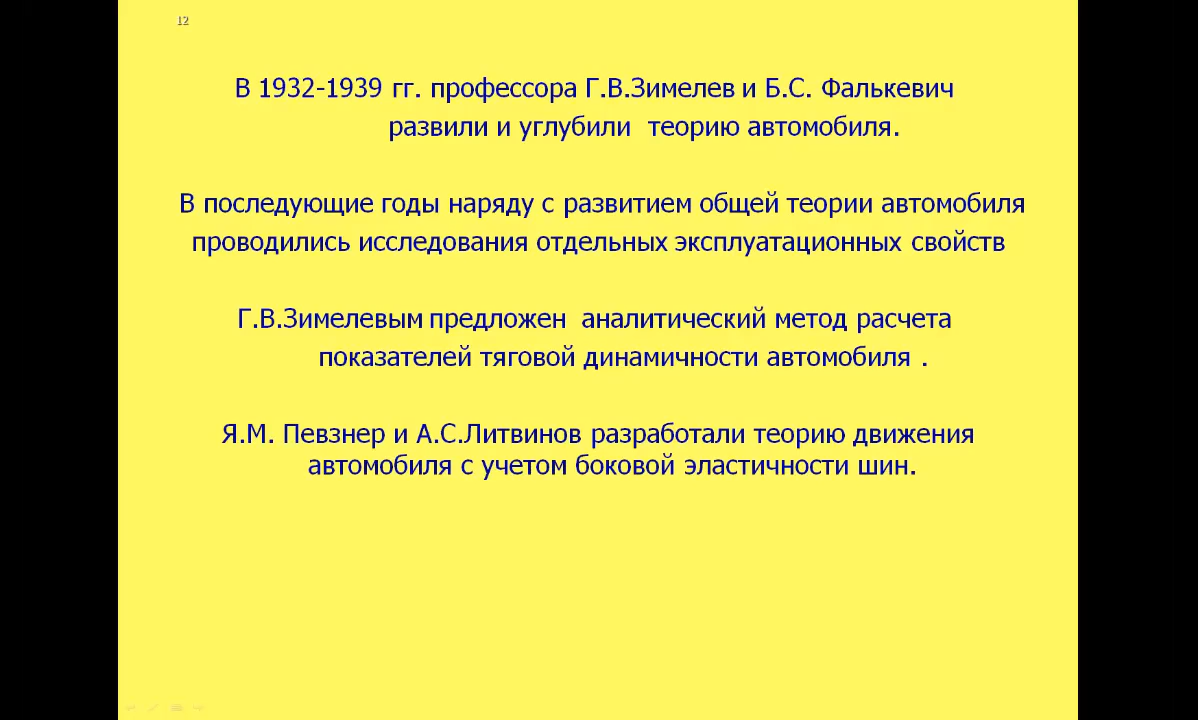 12
В 1932-1939 гг. профессора Г.В.Зимелев и Б.С. Фалькевич
развили и углубили  теорию автомобиля.
В последующие годы наряду с развитием общей теории автомобиля
проводились исследования отдельных эксплуатационных свойств
Г.В.Зимелевым предложен  аналитический метод расчета
показателей тяговой динамичности автомобиля .
Я.М. Певзнер и А.С.Литвинов разработали теорию движения
автомобиля с учетом боковой эластичности шин.